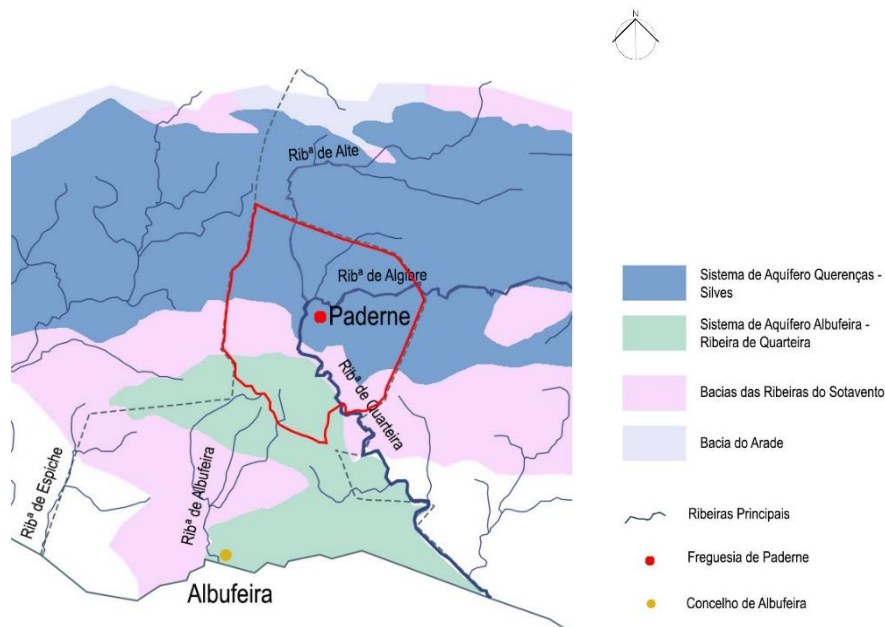 N
Ribª de Alte
Ribª de Algibre
Paderne
Ribª de Quarteira
Ribª de Espiche
Ribª de Albufeira
Albufeira
Sistema de Aquífero Querenças -
Silves
Sistema de Aquífero Albufeira -
Ribeira de Quarteira
Bacias das Ribeiras do Sotavento
Bacia do Arade
Ribeiras Principais
Freguesia de Paderne
Concelho de Albufeira